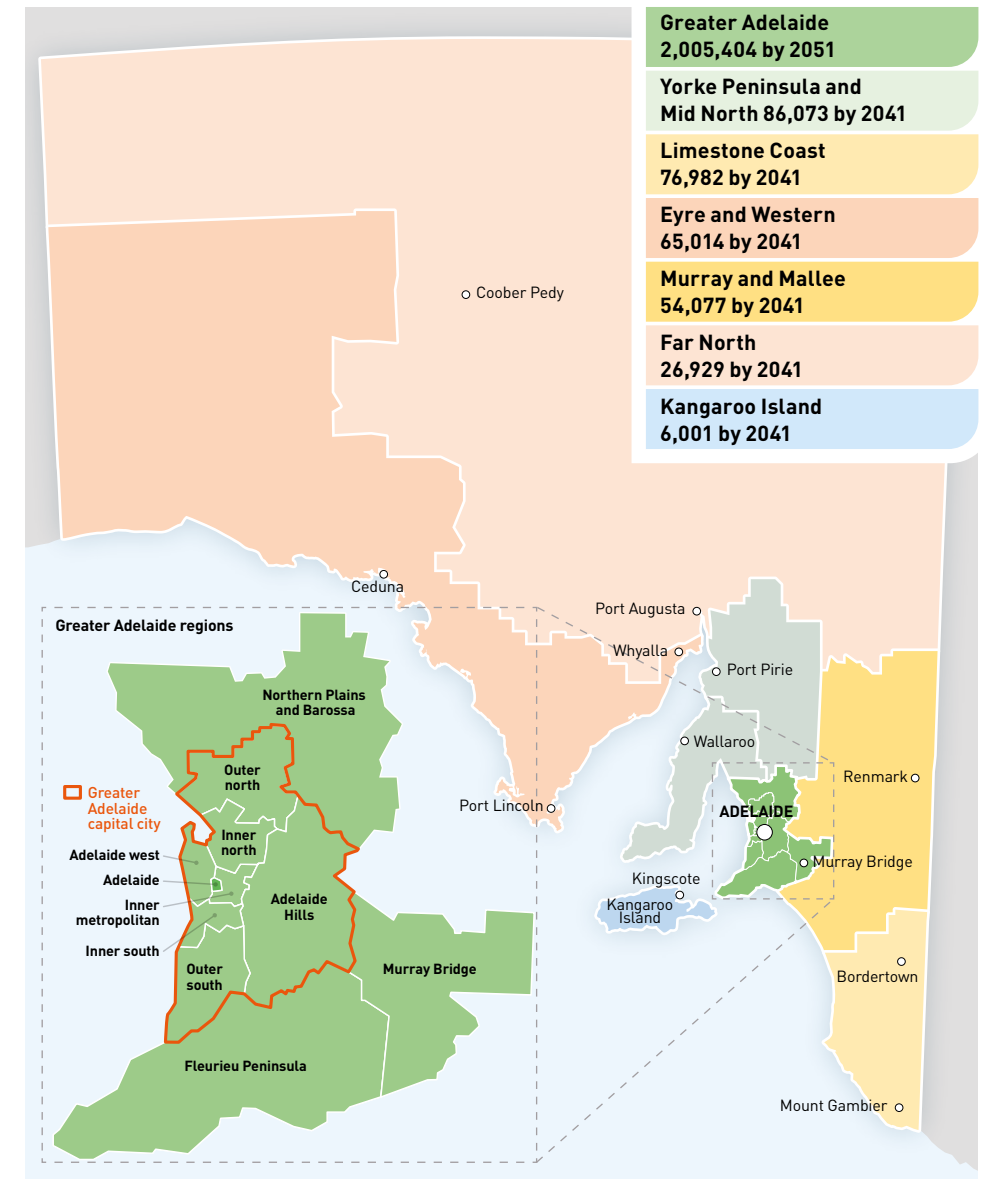 Greater Adelaide
2,005,404 by 2051
Yorke Peninsula and
Mid North 86,073 by 2041
Limestone Coast
76,982 by 2041
Eyre and Western
65,014 by 2041
Murray and Mallee
54,077 by 2041
Far North
26,929 by 2041
Kangaroo Island
6,001 by 2041
Coober Pedy
Ceduna
Port Augusta
Whyalla
Port Pirie
Wallaroo
Port Lincoln
Renmark
ADELAIDE
Murray Bridge
Kingscote
Kangaroo
Island
Bordertown
Mount Gambier
Greater Adelaide regions
Northern Plains
and Barossa
Outer
north
Greater
Adelaide
capital city
Inner
north
Adelaide west
Adelaide
Inner
metropolitan
Inner south
Adelaide
Hills
Outer
south
Murray Bridge
Fleurieu Peninsula